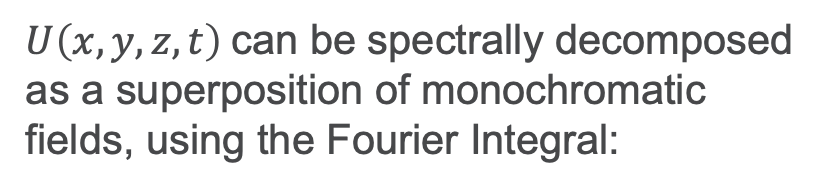 U(x, y, z, t) can be spectrally decomposed
as a superposition of monochromatic
fields, using the Fourier Integral: